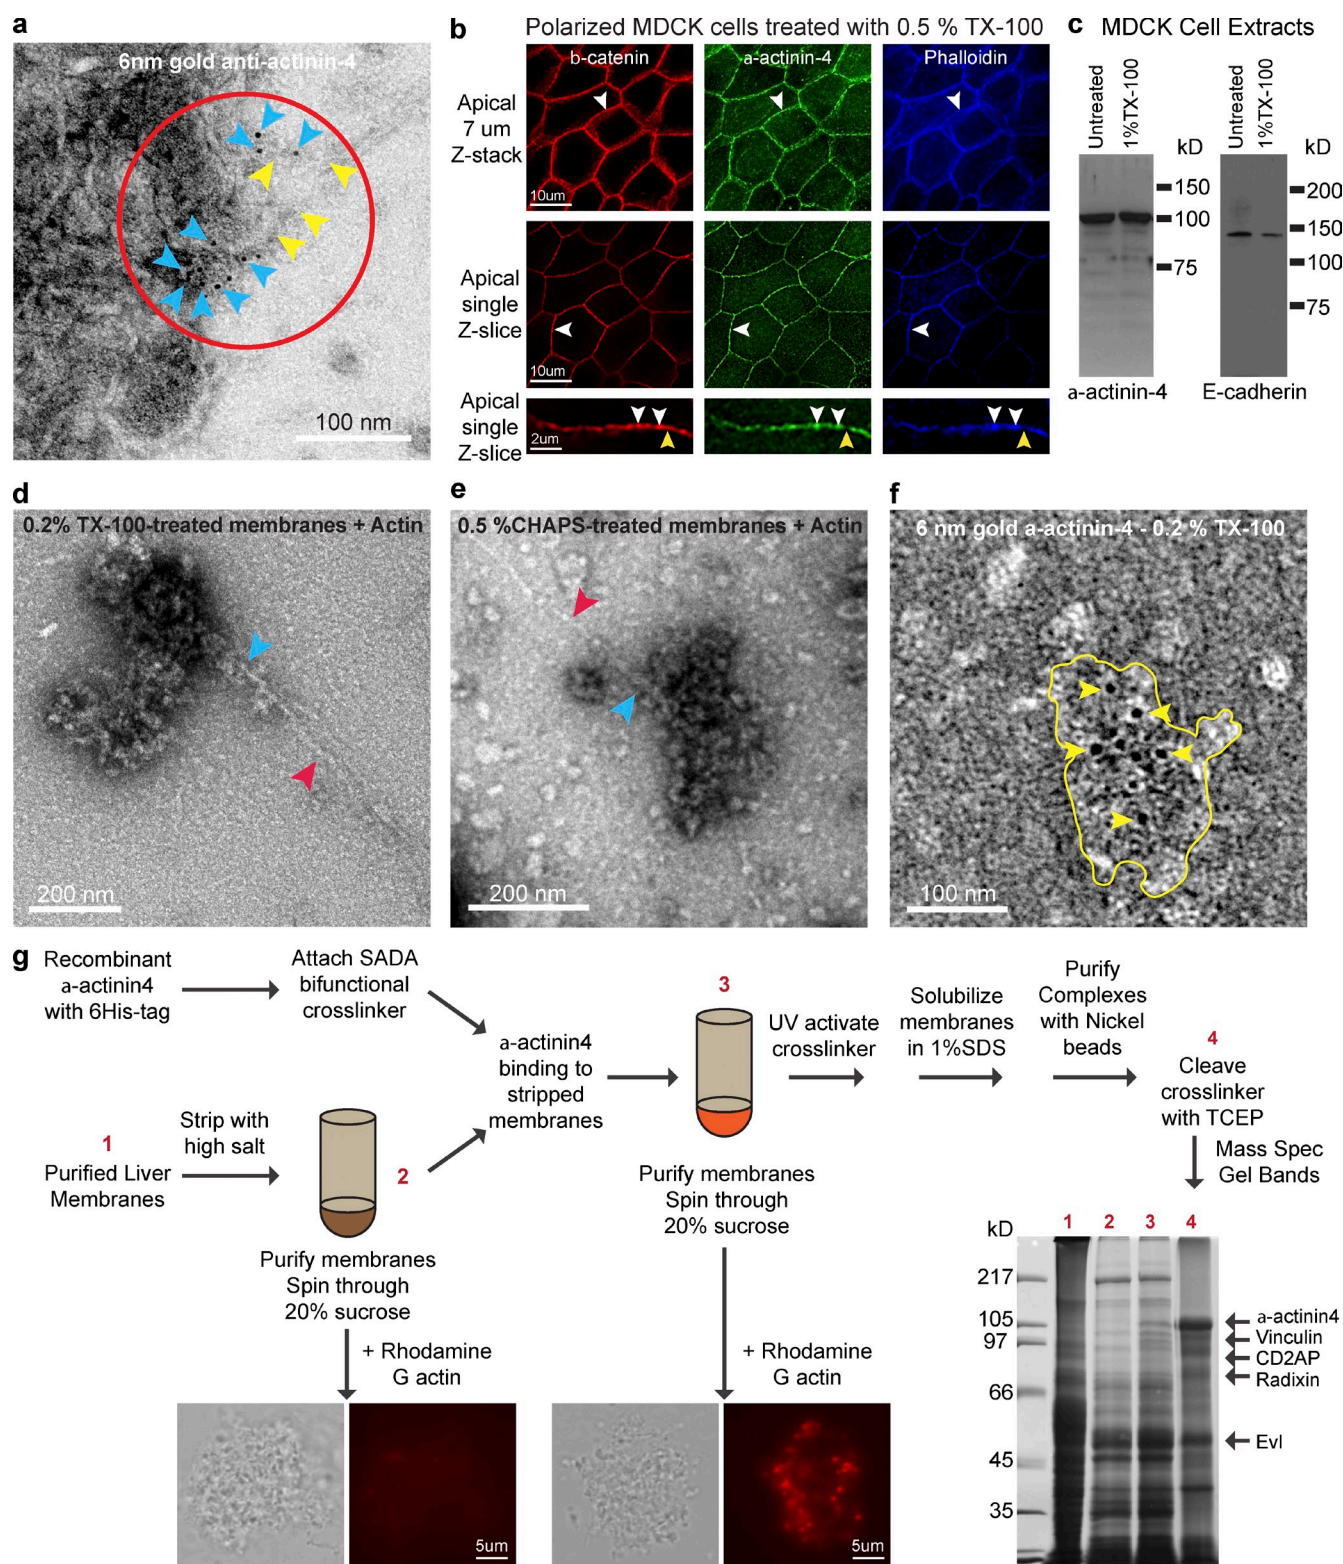 a
6nm gold anti-actinin-4
100 nm
b
Polarized MDCK cells treated with 0.5 % TX-100
b-catenin
a-actinin-4
Phalloidin
Apical
7 um
Z-stack
10um
Apical
single
Z-slice
10um
Apical
single
Z-slice
2um
c
MDCK Cell Extracts
Untreated
1%TX-100
kD
150
100
75
a-actinin-4
Untreated
1%TX-100
kD
200
150
100
75
E-cadherin
d
0.2% TX-100-treated membranes + Actin
200 nm
e
0.5 %CHAPS-treated membranes + Actin
200 nm
f
6 nm gold a-actinin-4 - 0.2 % TX-100
100 nm
g
Recombinant
a-actinin4
with 6His-tag
Attach SADA
bifunctional
crosslinker
1
Purified Liver
Membranes
Strip with
high salt
2
Purify membranes
Spin through
20% sucrose
+ Rhodamine
G actin
5um
a-actinin4
binding to
stripped
membranes
3
Purify membranes
Spin through
20% sucrose
+ Rhodamine
G actin
5um
UV activate
crosslinker
Solubilize
membranes
in 1%SDS
Purify
Complexes
with Nickel
beads
4
Cleave
crosslinker
with TCEP
Mass Spec
Gel Bands
kD
1
2
3
4
217
105
97
66
45
35
a-actinin4
Vinculin
CD2AP
Radixin
Evl